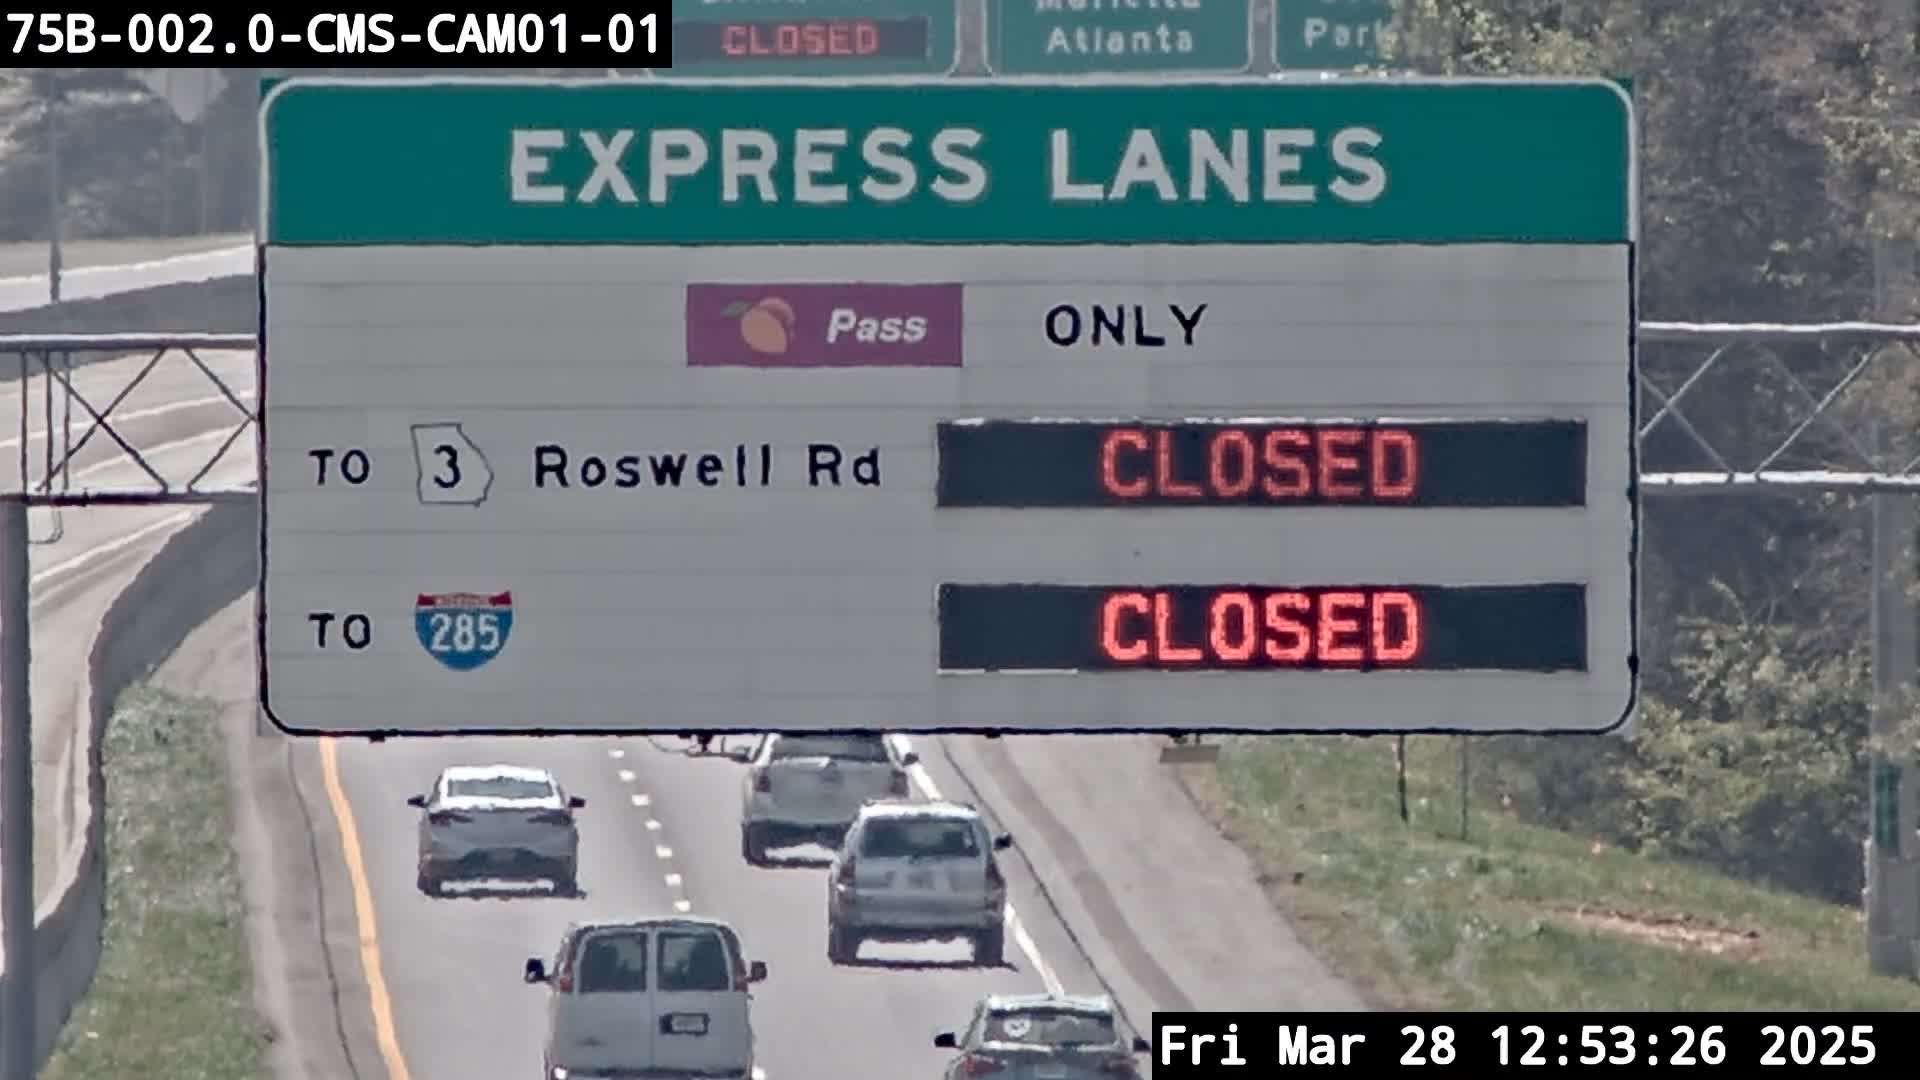 75B-002.0-CMS-CAM01-01
CLOSED
Atlanta
EXPRESS LANES
Pass ONLY
TO 3 Roswell Rd CLOSED
TO 285 CLOSED
Fri Mar 28 12:53:26 2025